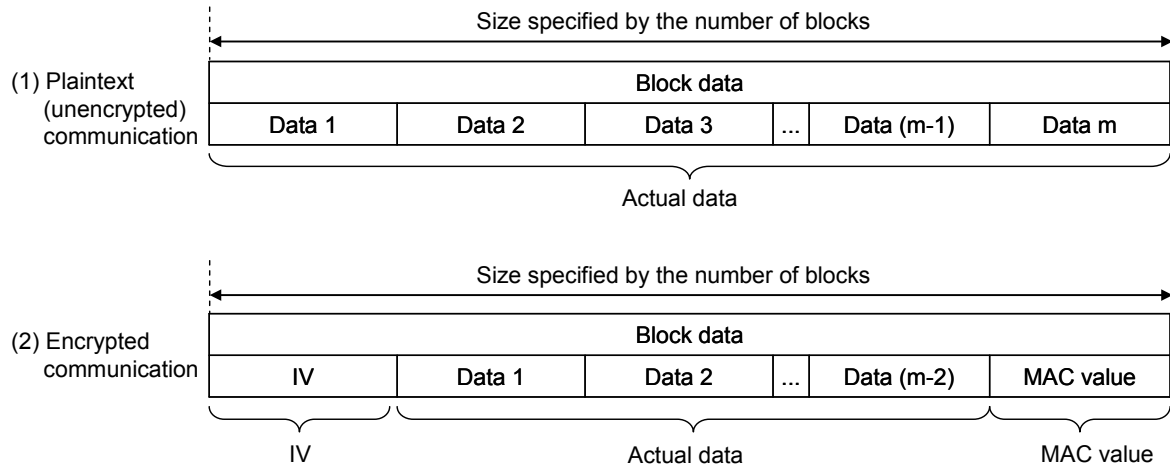 Size specified by the number of blocks
(1) Plaintext
(unencrypted)
communication
Block data
Data 1 Data 2 Data 3 ... Data (m-1) Data m
Actual data
Size specified by the number of blocks
(2) Encrypted
communication
Block data
IV Data 1 Data 2 ... Data (m-2) MAC value
IV Actual data MAC value